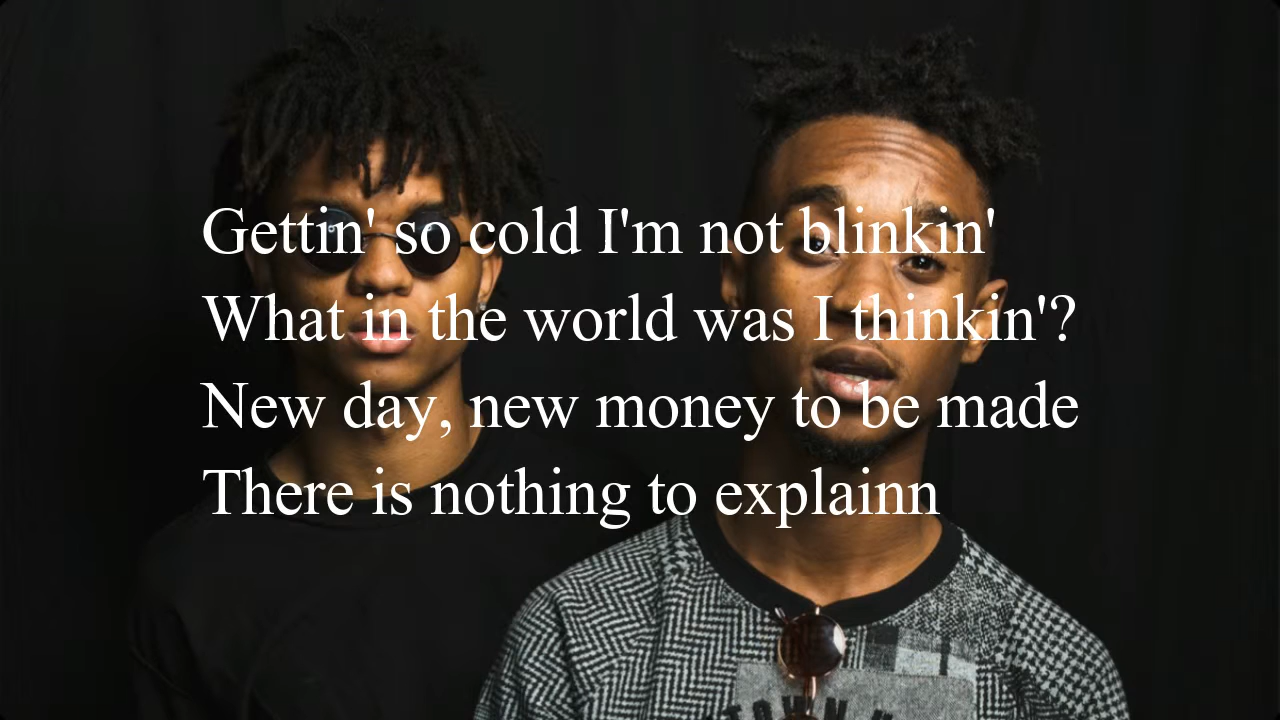 Gettin' so cold I'm not blinkin'
What in the world was I thinkin'?
New day, new money to be made
There is nothing to explainn